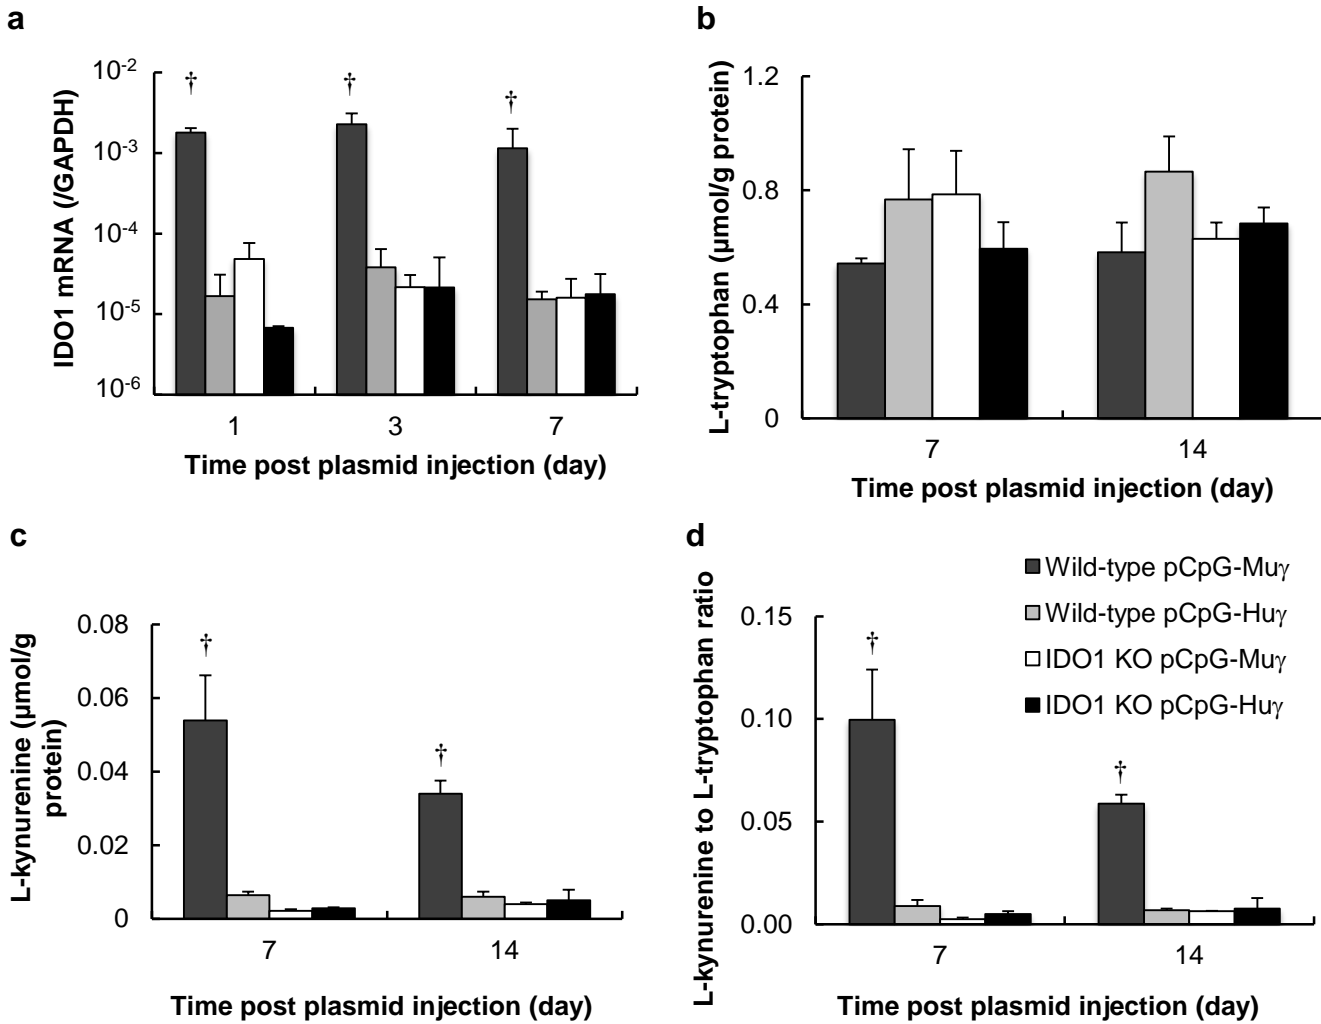 a
IDO1 mRNA (/GAPDH)
10-2
10-3
10-4
10-5
10-6
†
†
†
1
3
7
Time post plasmid injection (day)
b
L-tryptophan (μmol/g protein)
1.2
0.8
0.4
0
7
14
Time post plasmid injection (day)
c
L-kynurenine (μmol/g
protein)
0.08
0.06
0.04
0.02
0
†
†
7
14
Time post plasmid injection (day)
d
L-kynurenine to L-tryptophan ratio
0.15
0.10
0.05
0.00
†
†
Wild-type pCpG-Muγ
Wild-type pCpG-Huγ
IDO1 KO pCpG-Muγ
IDO1 KO pCpG-Huγ
7
14
Time post plasmid injection (day)